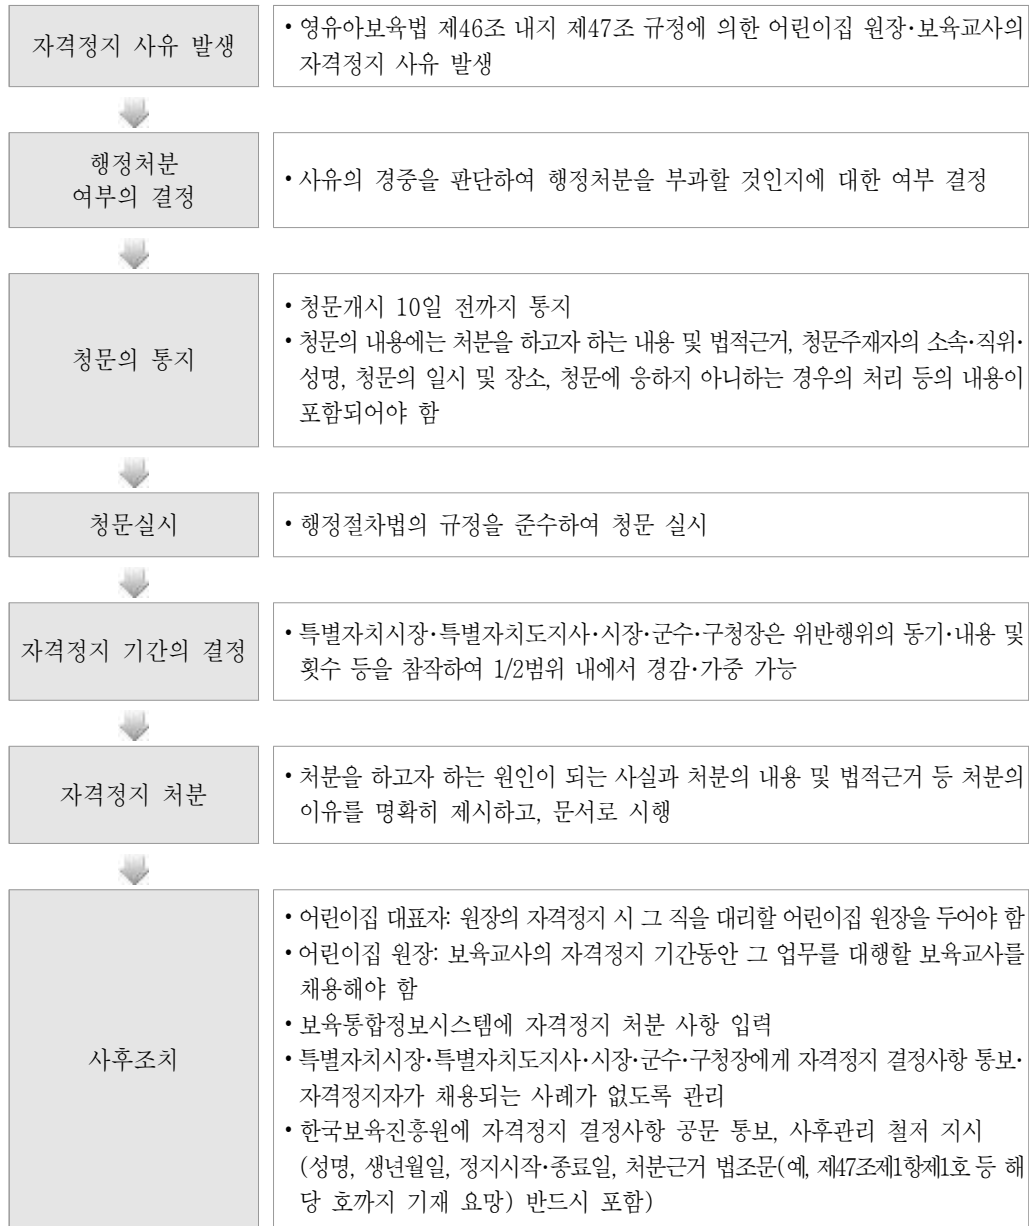 자격정지 사유 발생
• 영유아보육법 제46조 내지 제47조 규정에 의한 어린이집 원장·보육교사의
자격정지 사유 발생
행정처분
여부의 결정
• 사유의 경중을 판단하여 행정처분을 부과할 것인지에 대한 여부 결정
청문의 통지
• 청문개시 10일 전까지 통지
• 청문의 내용에는 처분을 하고자 하는 내용 및 법적근거, 청문주재자의 소속·직위·
성명, 청문의 일시 및 장소, 청문에 응하지 아니하는 경우의 처리 등의 내용이
포함되어야 함
청문실시
• 행정절차법의 규정을 준수하여 청문 실시
자격정지 기간의 결정
• 특별자치시장·특별자치도지사·시장·군수·구청장은 위반행위의 동기·내용 및
횟수 등을 참작하여 1/2범위 내에서 경감·가중 가능
자격정지 처분
• 처분을 하고자 하는 원인이 되는 사실과 처분의 내용 및 법적근거 등 처분의
이유를 명확히 제시하고, 문서로 시행
사후조치
• 어린이집 대표자: 원장의 자격정지 시 그 직을 대리할 어린이집 원장을 두어야 함
• 어린이집 원장: 보육교사의 자격정지 기간동안 그 업무를 대행할 보육교사를
채용해야 함
• 보육통합정보시스템에 자격정지 처분 사항 입력
• 특별자치시장·특별자치도지사·시장·군수·구청장에게 자격정지 결정사항 통보·
자격정지자가 채용되는 사례가 없도록 관리
• 한국보육진흥원에 자격정지 결정사항 공문 통보, 사후관리 철저 지시
(성명, 생년월일, 정지시작·종료일, 처분근거 법조문(예, 제47조제1항제1호 등 해
당 호까지 기재 요망) 반드시 포함)